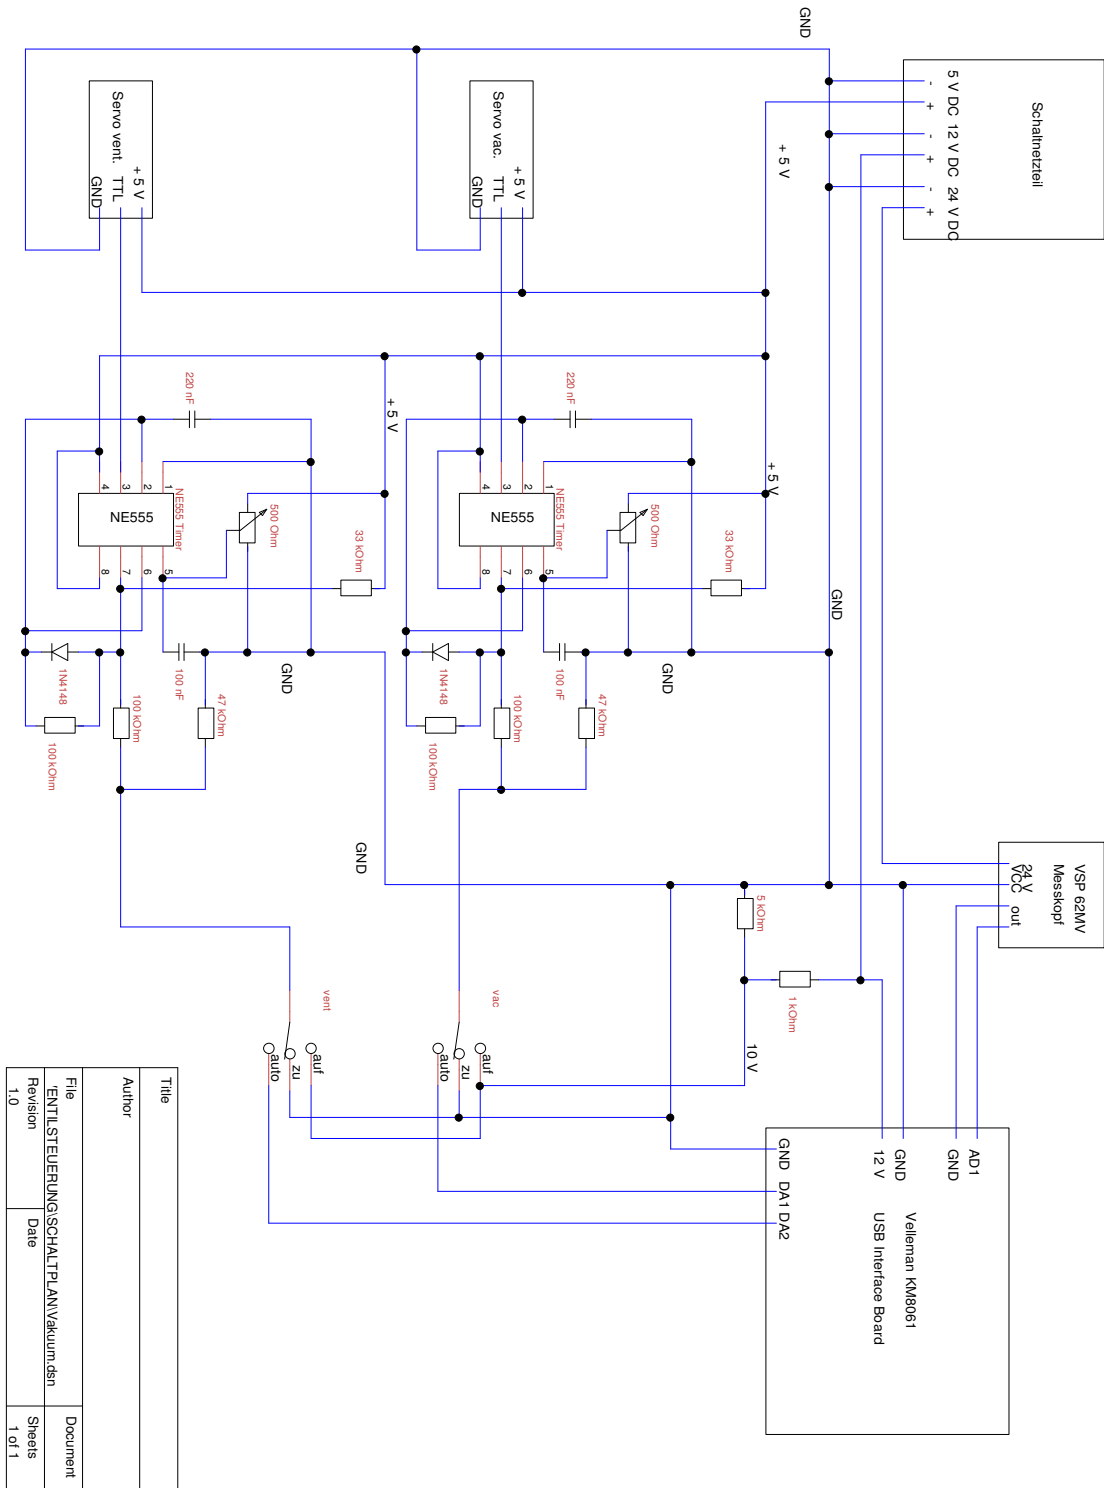 GND
Schaltnetzteil
5 V DC 12 V DC 24 V DC
- + - + - +
+ 5 V
Servo vac.
+ 5 V
TTL
GND
Servo vent.
+ 5 V
TTL
GND
220 nF
+ 5 V
NE555 Timer
NE555
1
2
3
4
5
6
7
8
500 Ohm
33 kOhm
GND
100 nF
47 kOhm
1N4148
100 kOhm
100 kOhm
GND
220 nF
+ 5 V
NE555 Timer
NE555
1
2
3
4
5
6
7
8
500 Ohm
33 kOhm
GND
100 nF
47 kOhm
1N4148
100 kOhm
100 kOhm
GND
VSP 62MV
Messkopf
24 V
VCC
out
5 kOhm
1 kOhm
10 V
vac
auf
zu
auto
vent
auf
zu
auto
AD1
GND
GND
12 V
GND
DA1
DA2
Velleman KM8061
USB Interface Board
Title
Author
File
'ENTILSTEUERUNG\SCHALTPLAN\Vakuum.dsn
Document
Revision
1.0
Date
Sheets
1 of 1